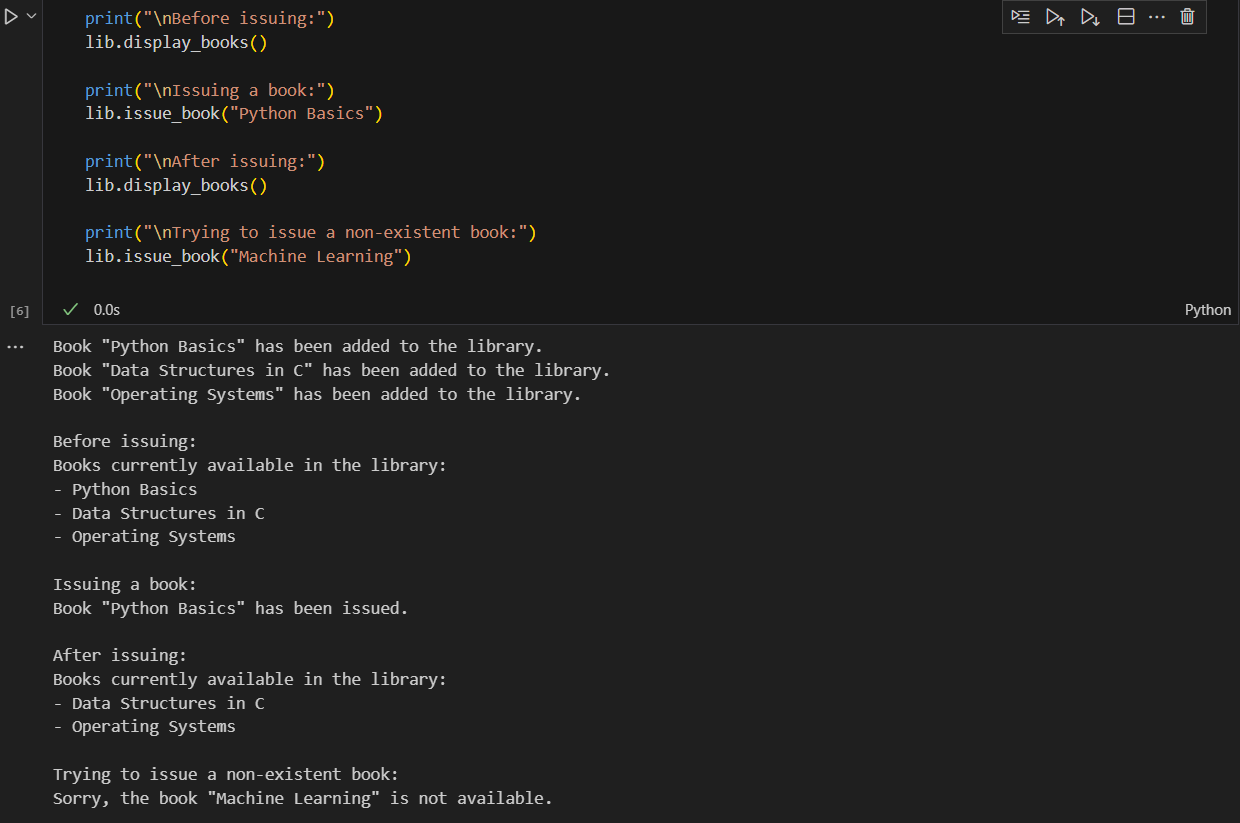 print("\nBefore issuing:")
lib.display_books()
print("\nIssuing a book:")
lib.issue_book("Python Basics")
print("\nAfter issuing:")
lib.display_books()
print("\nTrying to issue a non-existent book:")
lib.issue_book("Machine Learning")
[6] 0.0s Python
Book "Python Basics" has been added to the library.
Book "Data Structures in C" has been added to the library.
Book "Operating Systems" has been added to the library.
Before issuing:
Books currently available in the library:
- Python Basics
- Data Structures in C
- Operating Systems
Issuing a book:
Book "Python Basics" has been issued.
After issuing:
Books currently available in the library:
- Data Structures in C
- Operating Systems
Trying to issue a non-existent book:
Sorry, the book "Machine Learning" is not available.